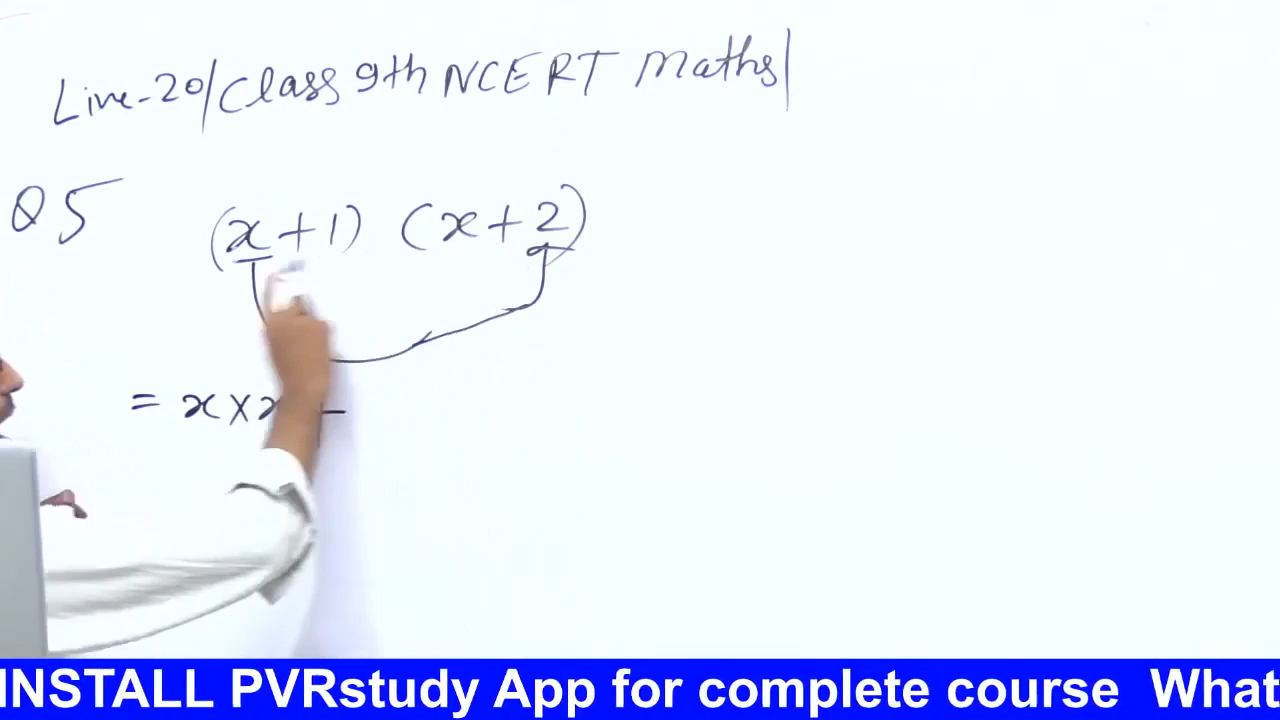 Live-20/Class 9th NCERT Maths|
Q5 (x+1) (x+2)
= x×x
INSTALL PVRstudy App for complete course What